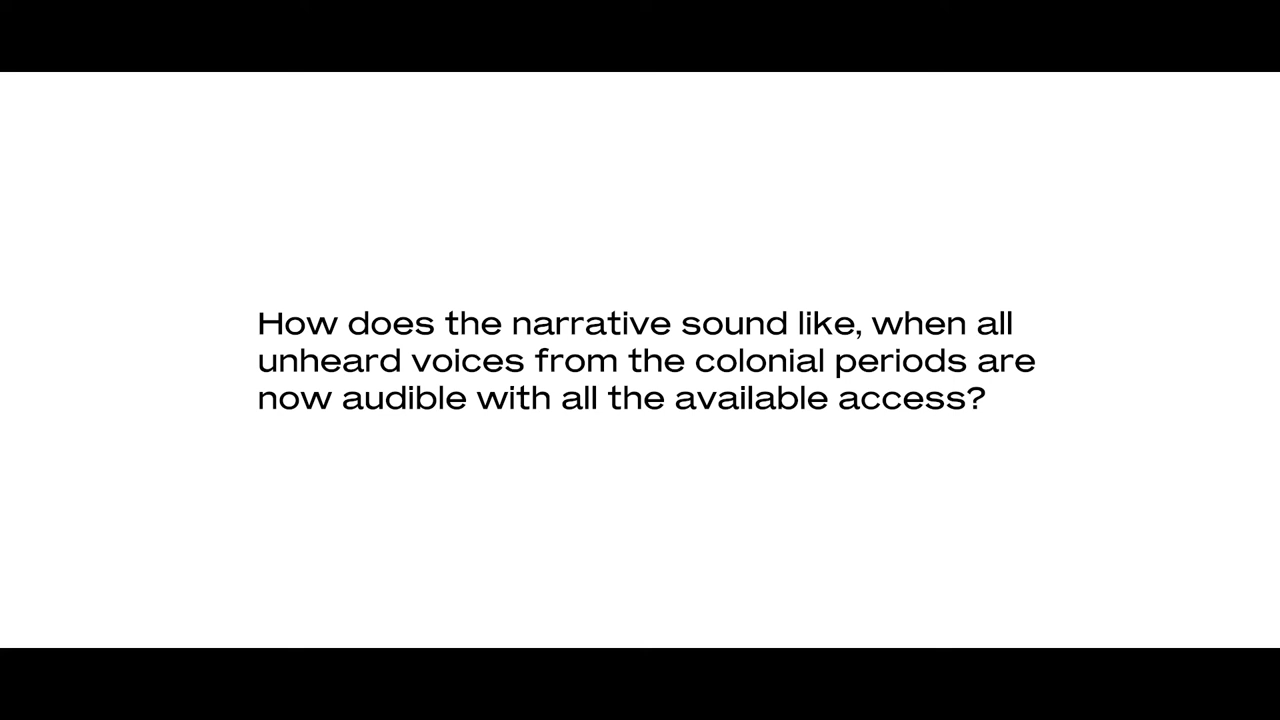 How does the narrative sound like, when all
unheard voices from the colonial periods are
now audible with all the available access?